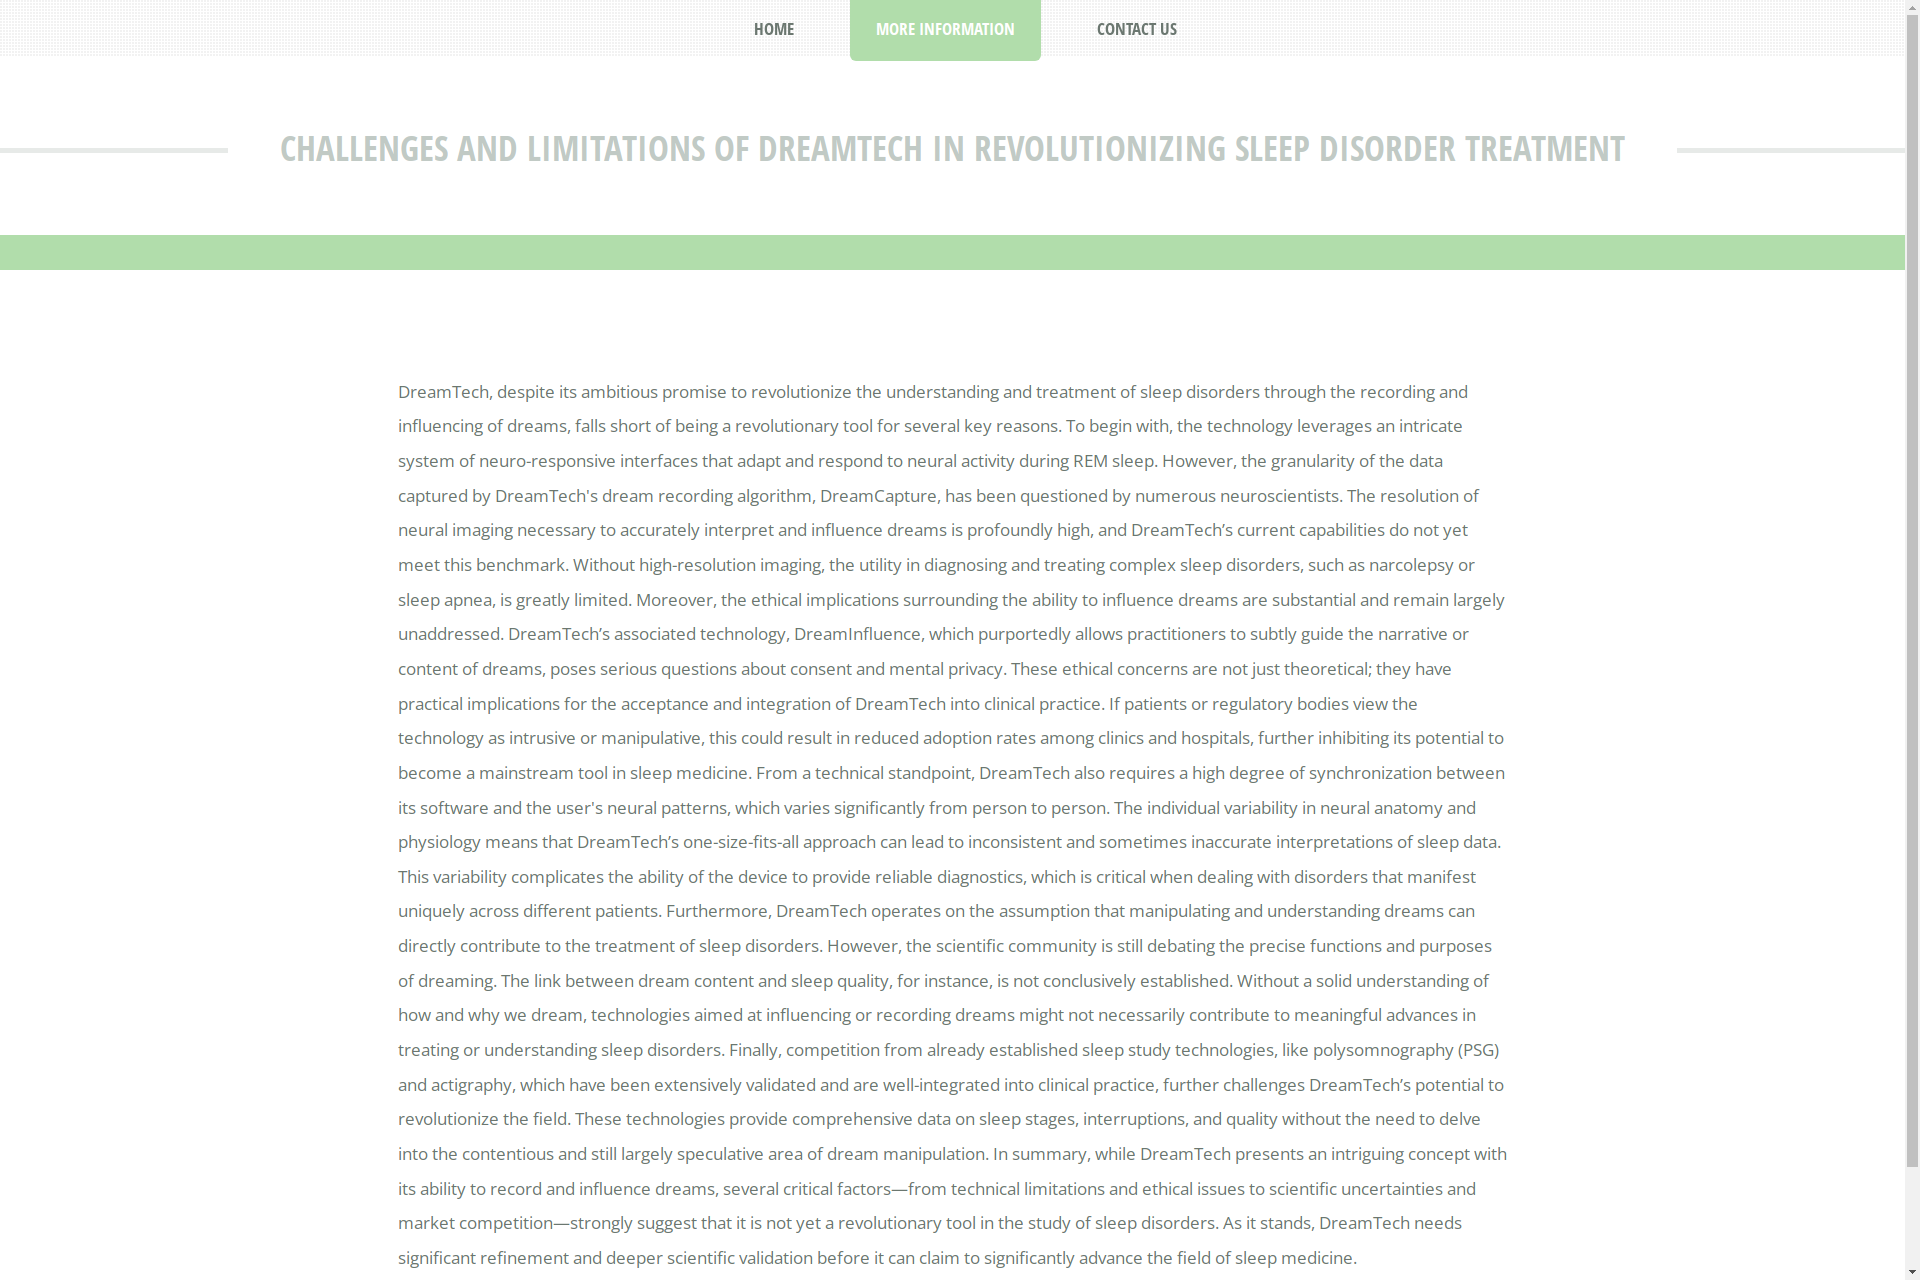 HOME
MORE INFORMATION
CONTACT US
CHALLENGES AND LIMITATIONS OF DREAMTECH IN REVOLUTIONIZING SLEEP DISORDER TREATMENT
DreamTech, despite its ambitious promise to revolutionize the understanding and treatment of sleep disorders through the recording and
influencing of dreams, falls short of being a revolutionary tool for several key reasons. To begin with, the technology leverages an intricate
system of neuro-responsive interfaces that adapt and respond to neural activity during REM sleep. However, the granularity of the data
captured by DreamTech's dream recording algorithm, DreamCapture, has been questioned by numerous neuroscientists. The resolution of
neural imaging necessary to accurately interpret and influence dreams is profoundly high, and DreamTech’s current capabilities do not yet
meet this benchmark. Without high-resolution imaging, the utility in diagnosing and treating complex sleep disorders, such as narcolepsy or
sleep apnea, is greatly limited. Moreover, the ethical implications surrounding the ability to influence dreams are substantial and remain largely
unaddressed. DreamTech’s associated technology, DreamInfluence, which purportedly allows practitioners to subtly guide the narrative or
content of dreams, poses serious questions about consent and mental privacy. These ethical concerns are not just theoretical; they have
practical implications for the acceptance and integration of DreamTech into clinical practice. If patients or regulatory bodies view the
technology as intrusive or manipulative, this could result in reduced adoption rates among clinics and hospitals, further inhibiting its potential to
become a mainstream tool in sleep medicine. From a technical standpoint, DreamTech also requires a high degree of synchronization between
its software and the user's neural patterns, which varies significantly from person to person. The individual variability in neural anatomy and
physiology means that DreamTech’s one-size-fits-all approach can lead to inconsistent and sometimes inaccurate interpretations of sleep data.
This variability complicates the ability of the device to provide reliable diagnostics, which is critical when dealing with disorders that manifest
uniquely across different patients. Furthermore, DreamTech operates on the assumption that manipulating and understanding dreams can
directly contribute to the treatment of sleep disorders. However, the scientific community is still debating the precise functions and purposes
of dreaming. The link between dream content and sleep quality, for instance, is not conclusively established. Without a solid understanding of
how and why we dream, technologies aimed at influencing or recording dreams might not necessarily contribute to meaningful advances in
treating or understanding sleep disorders. Finally, competition from already established sleep study technologies, like polysomnography (PSG)
and actigraphy, which have been extensively validated and are well-integrated into clinical practice, further challenges DreamTech’s potential to
revolutionize the field. These technologies provide comprehensive data on sleep stages, interruptions, and quality without the need to delve
into the contentious and still largely speculative area of dream manipulation. In summary, while DreamTech presents an intriguing concept with
its ability to record and influence dreams, several critical factors—from technical limitations and ethical issues to scientific uncertainties and
market competition—strongly suggest that it is not yet a revolutionary tool in the study of sleep disorders. As it stands, DreamTech needs
significant refinement and deeper scientific validation before it can claim to significantly advance the field of sleep medicine.